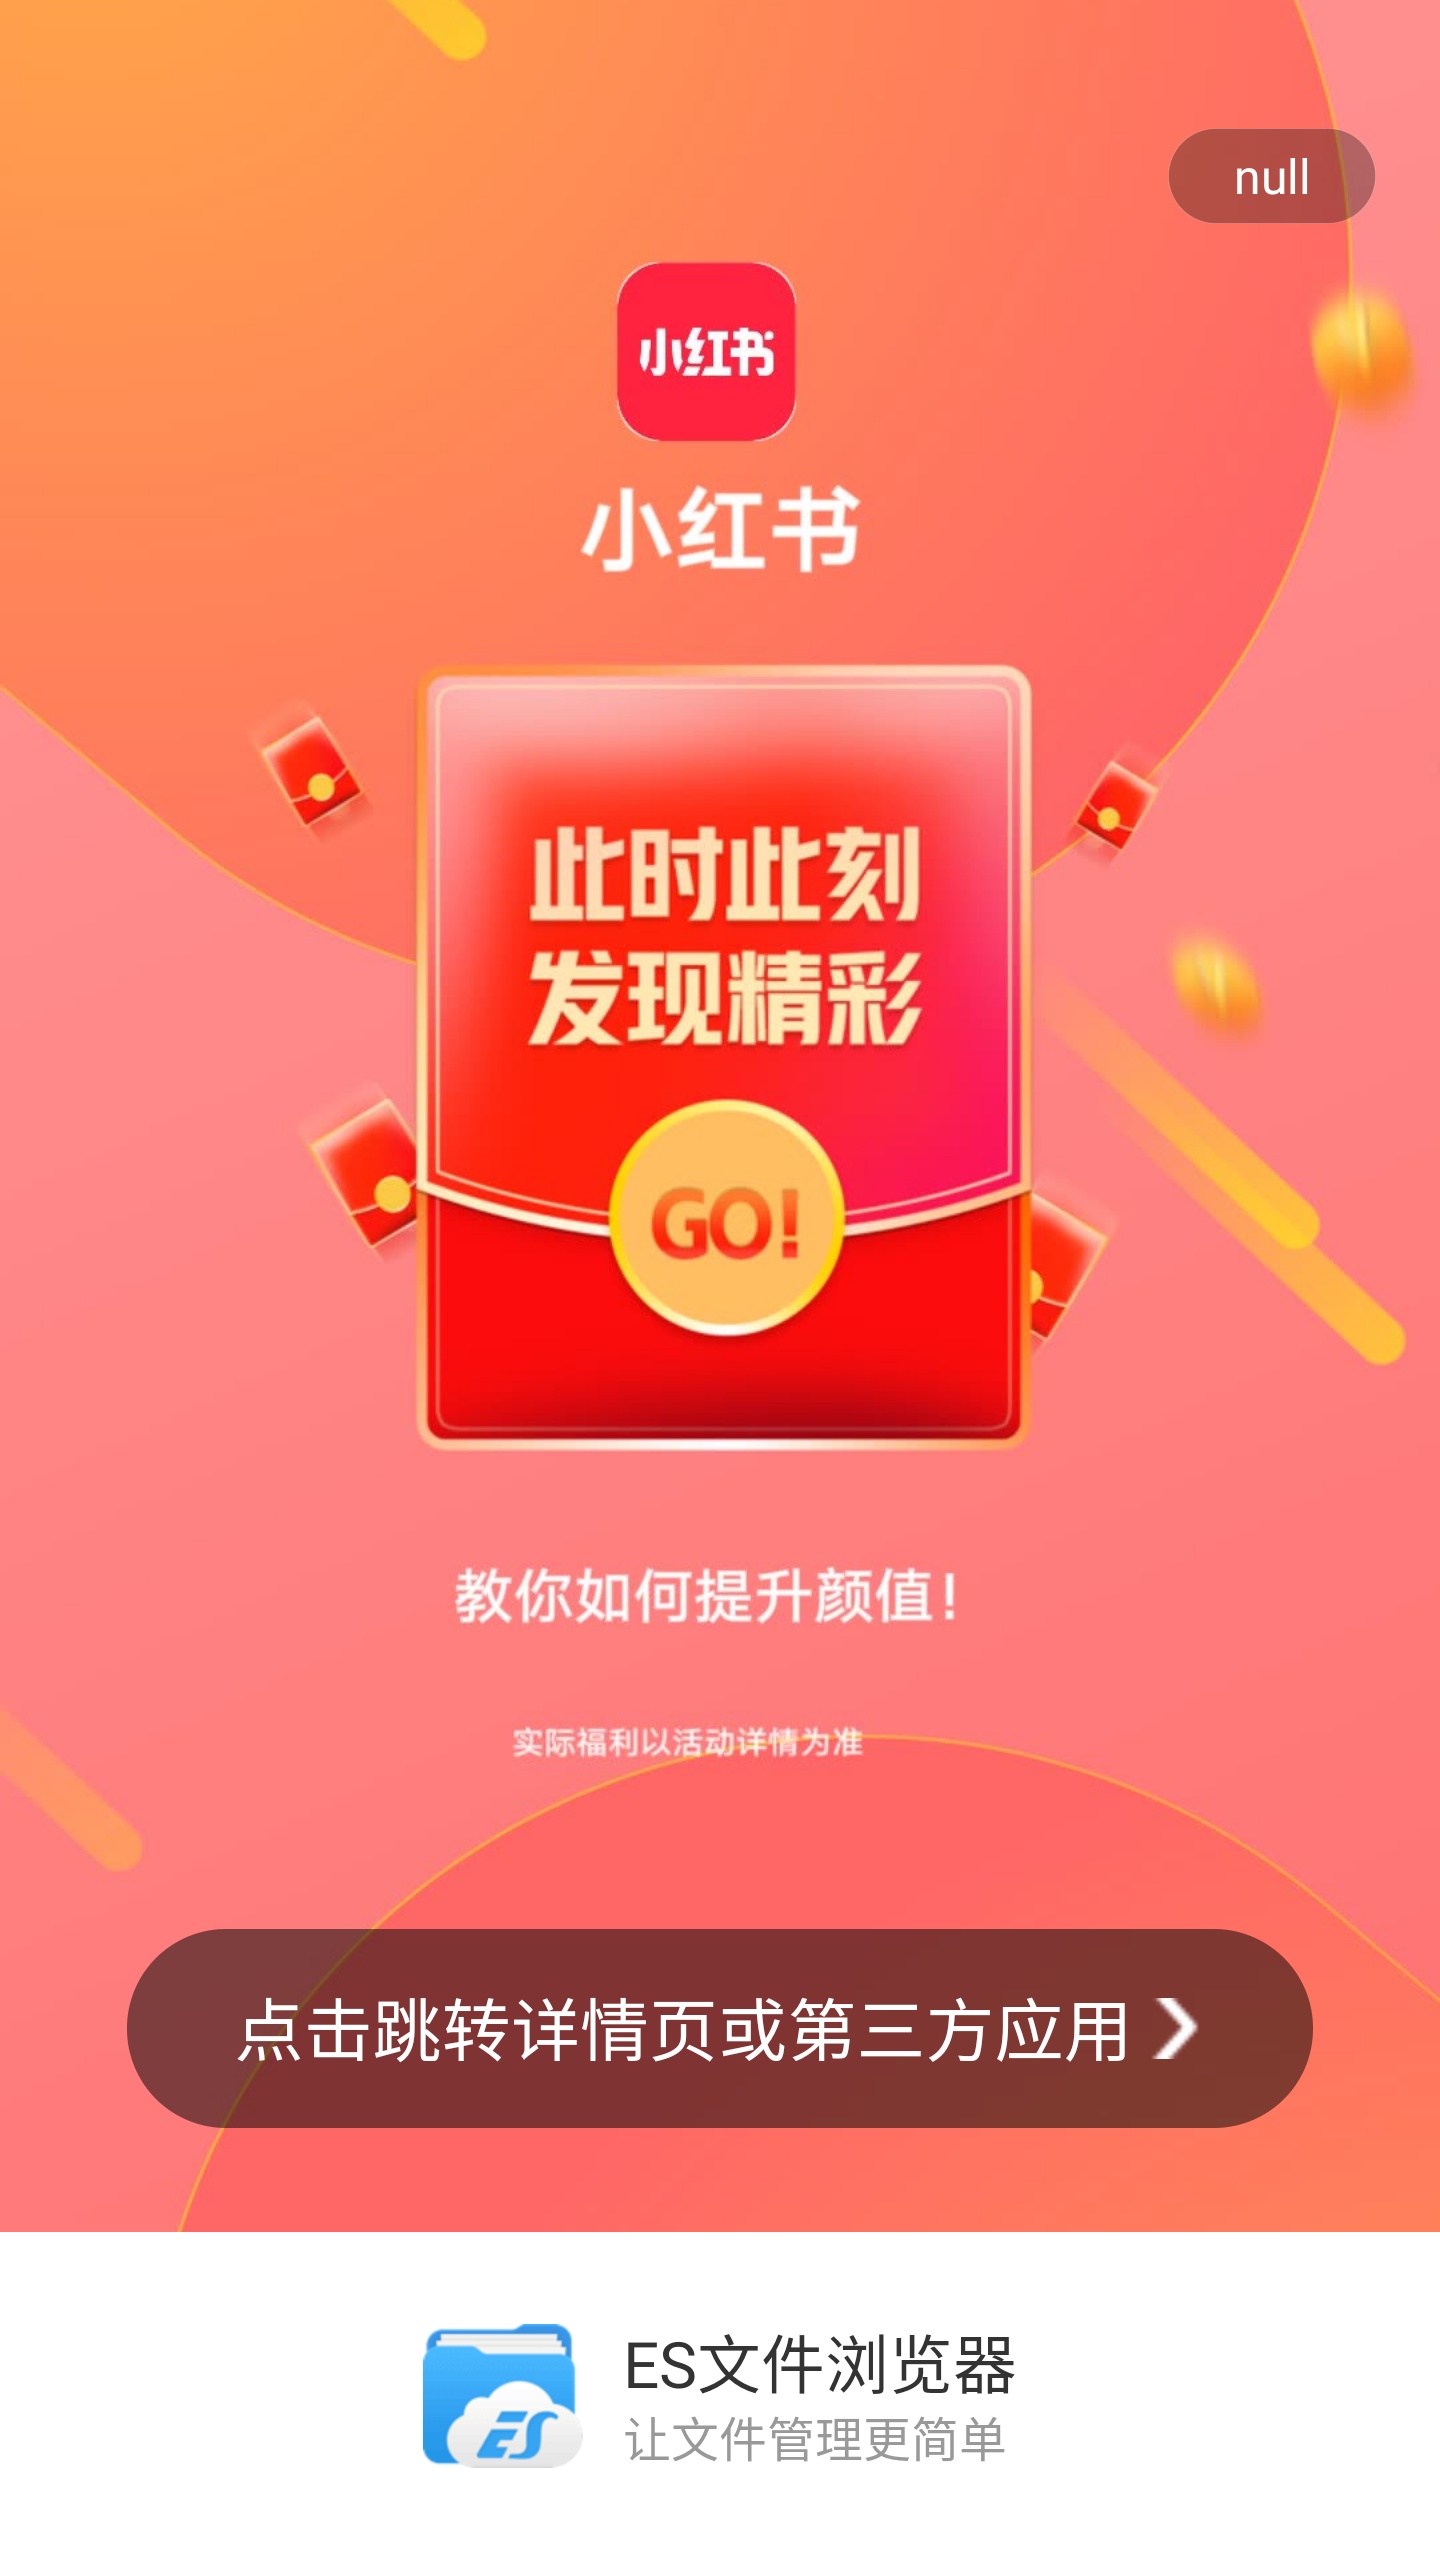 null
小红书
小红书
此时此刻
发现精彩
GO!
教你如何提升颜值!
实际福利以活动详情为准
点击跳转详情页或第三方应用
ES
ES文件浏览器
让文件管理更简单